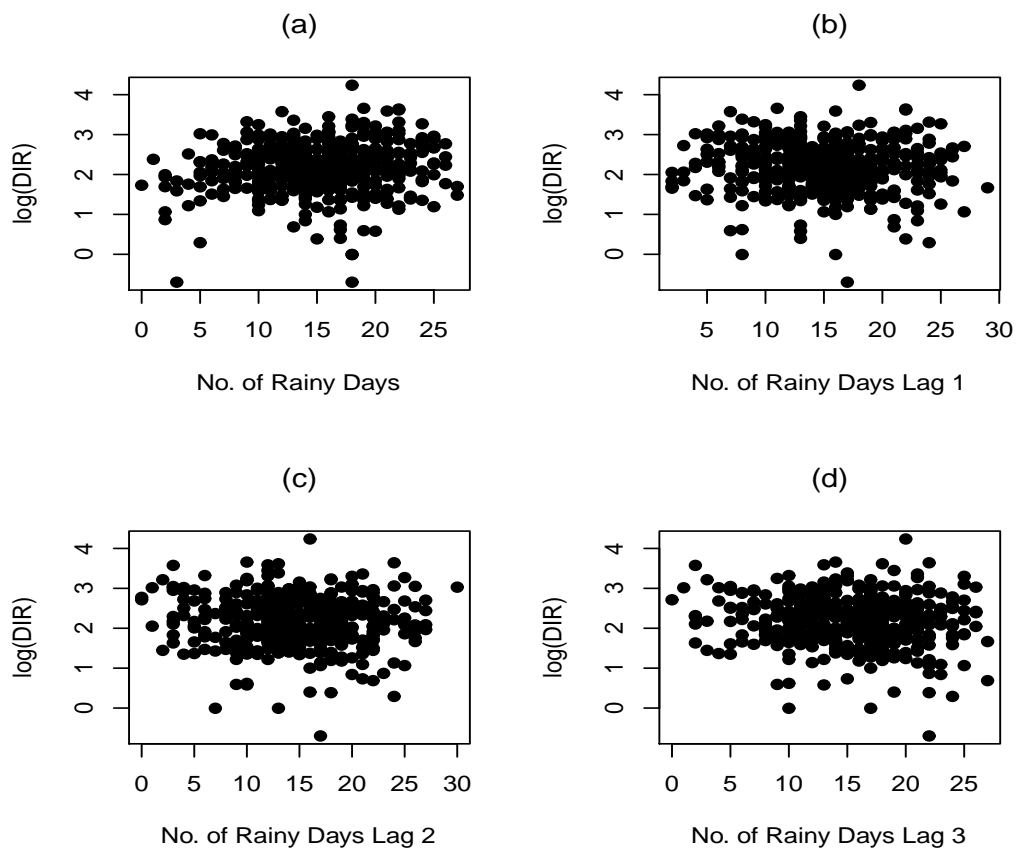 (a)
log(DIR)
4
3
2
1
0
0 5 10 15 20 25
No. of Rainy Days
(b)
log(DIR)
4
3
2
1
0
5 10 15 20 25 30
No. of Rainy Days Lag 1
(c)
log(DIR)
4
3
2
1
0
0 5 10 15 20 25 30
No. of Rainy Days Lag 2
(d)
log(DIR)
4
3
2
1
0
0 5 10 15 20 25
No. of Rainy Days Lag 3